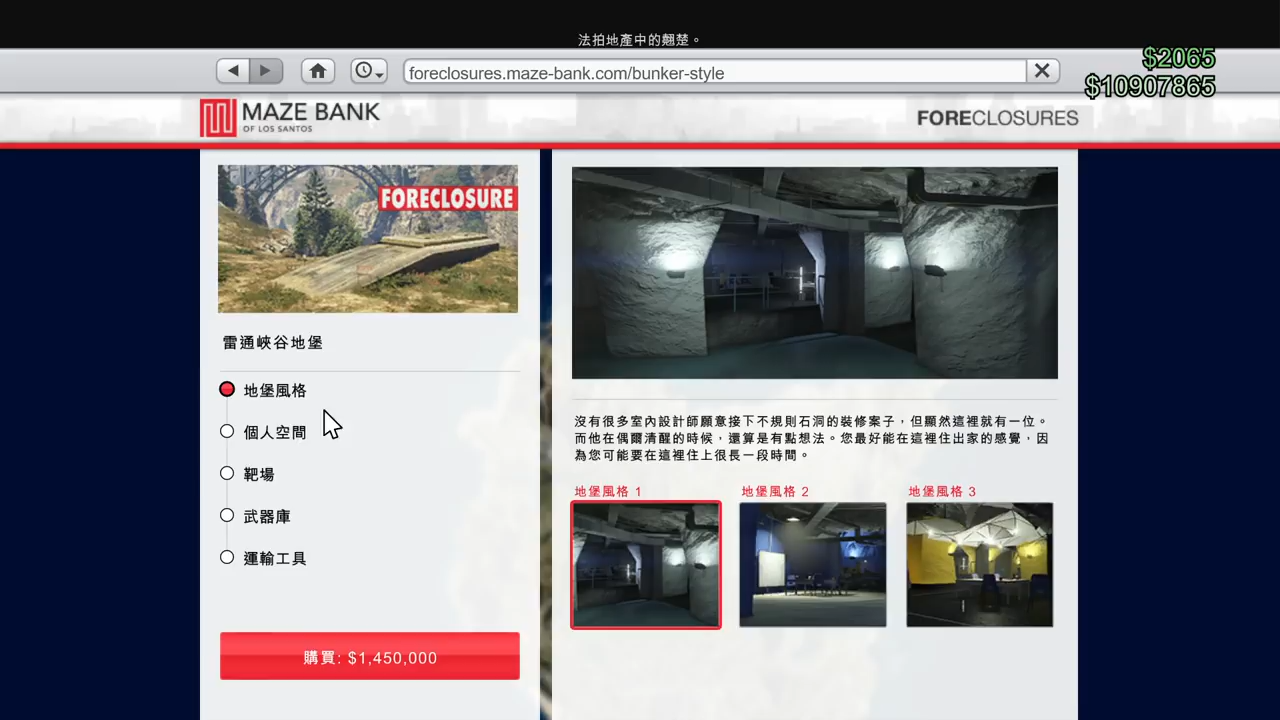 法拍地產中的翹楚。
$2065
foreclosures.maze-bank.com/bunker-style
$10907865
MAZE BANK
OF LOS SANTOS
FORECLOSURES
FORECLOSURE
雷通峽谷地堡
地堡風格
個人空間
靶場
武器庫
運輸工具
購買: $1,450,000
沒有很多室內設計師願意接下不規則石洞的裝修案子，但顯然這裡就有一位。
而他在偶爾清醒的時候，還算是有點想法。您最好能在這裡住出家的感覺，因
為您可能要在這裡住上很長一段時間。
地堡風格 1
地堡風格 2
地堡風格 3